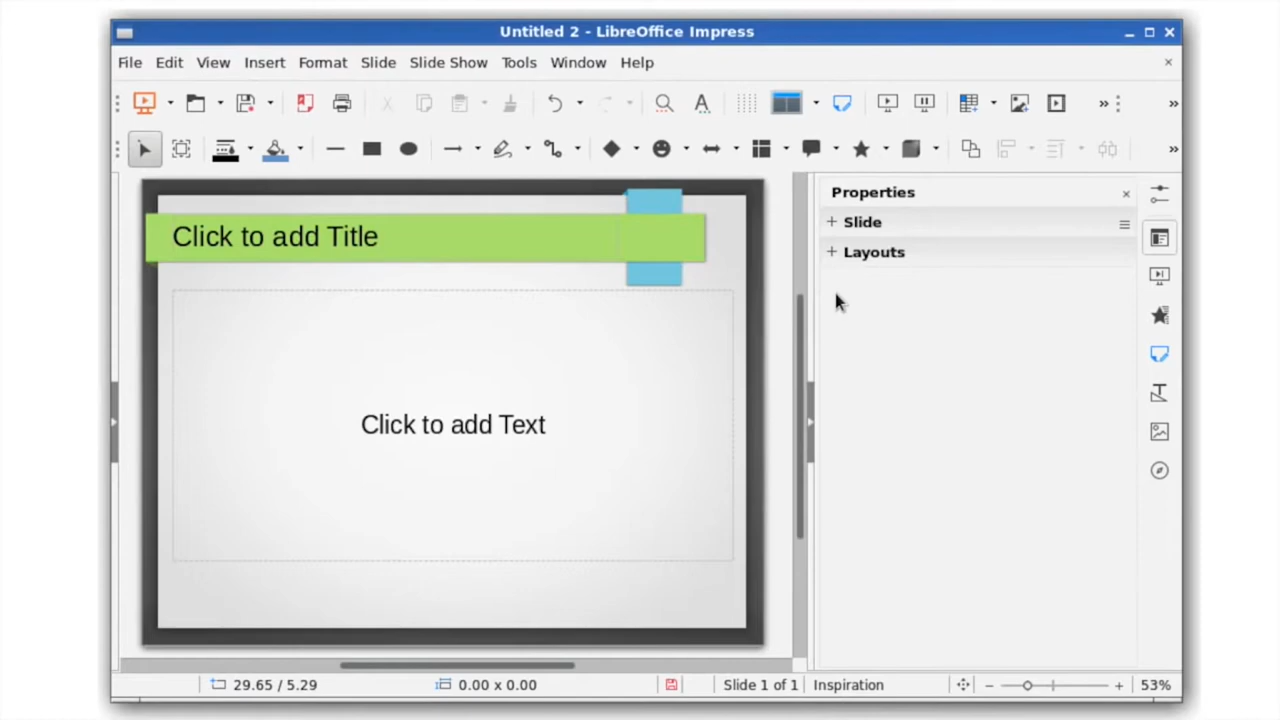 Untitled 2 - LibreOffice Impress
File Edit View Insert Format Slide Slide Show Tools Window Help
Properties
Slide
Layouts
Click to add Title
Click to add Text
29.65 / 5.29 0.00 x 0.00 Slide 1 of 1 Inspiration 53%